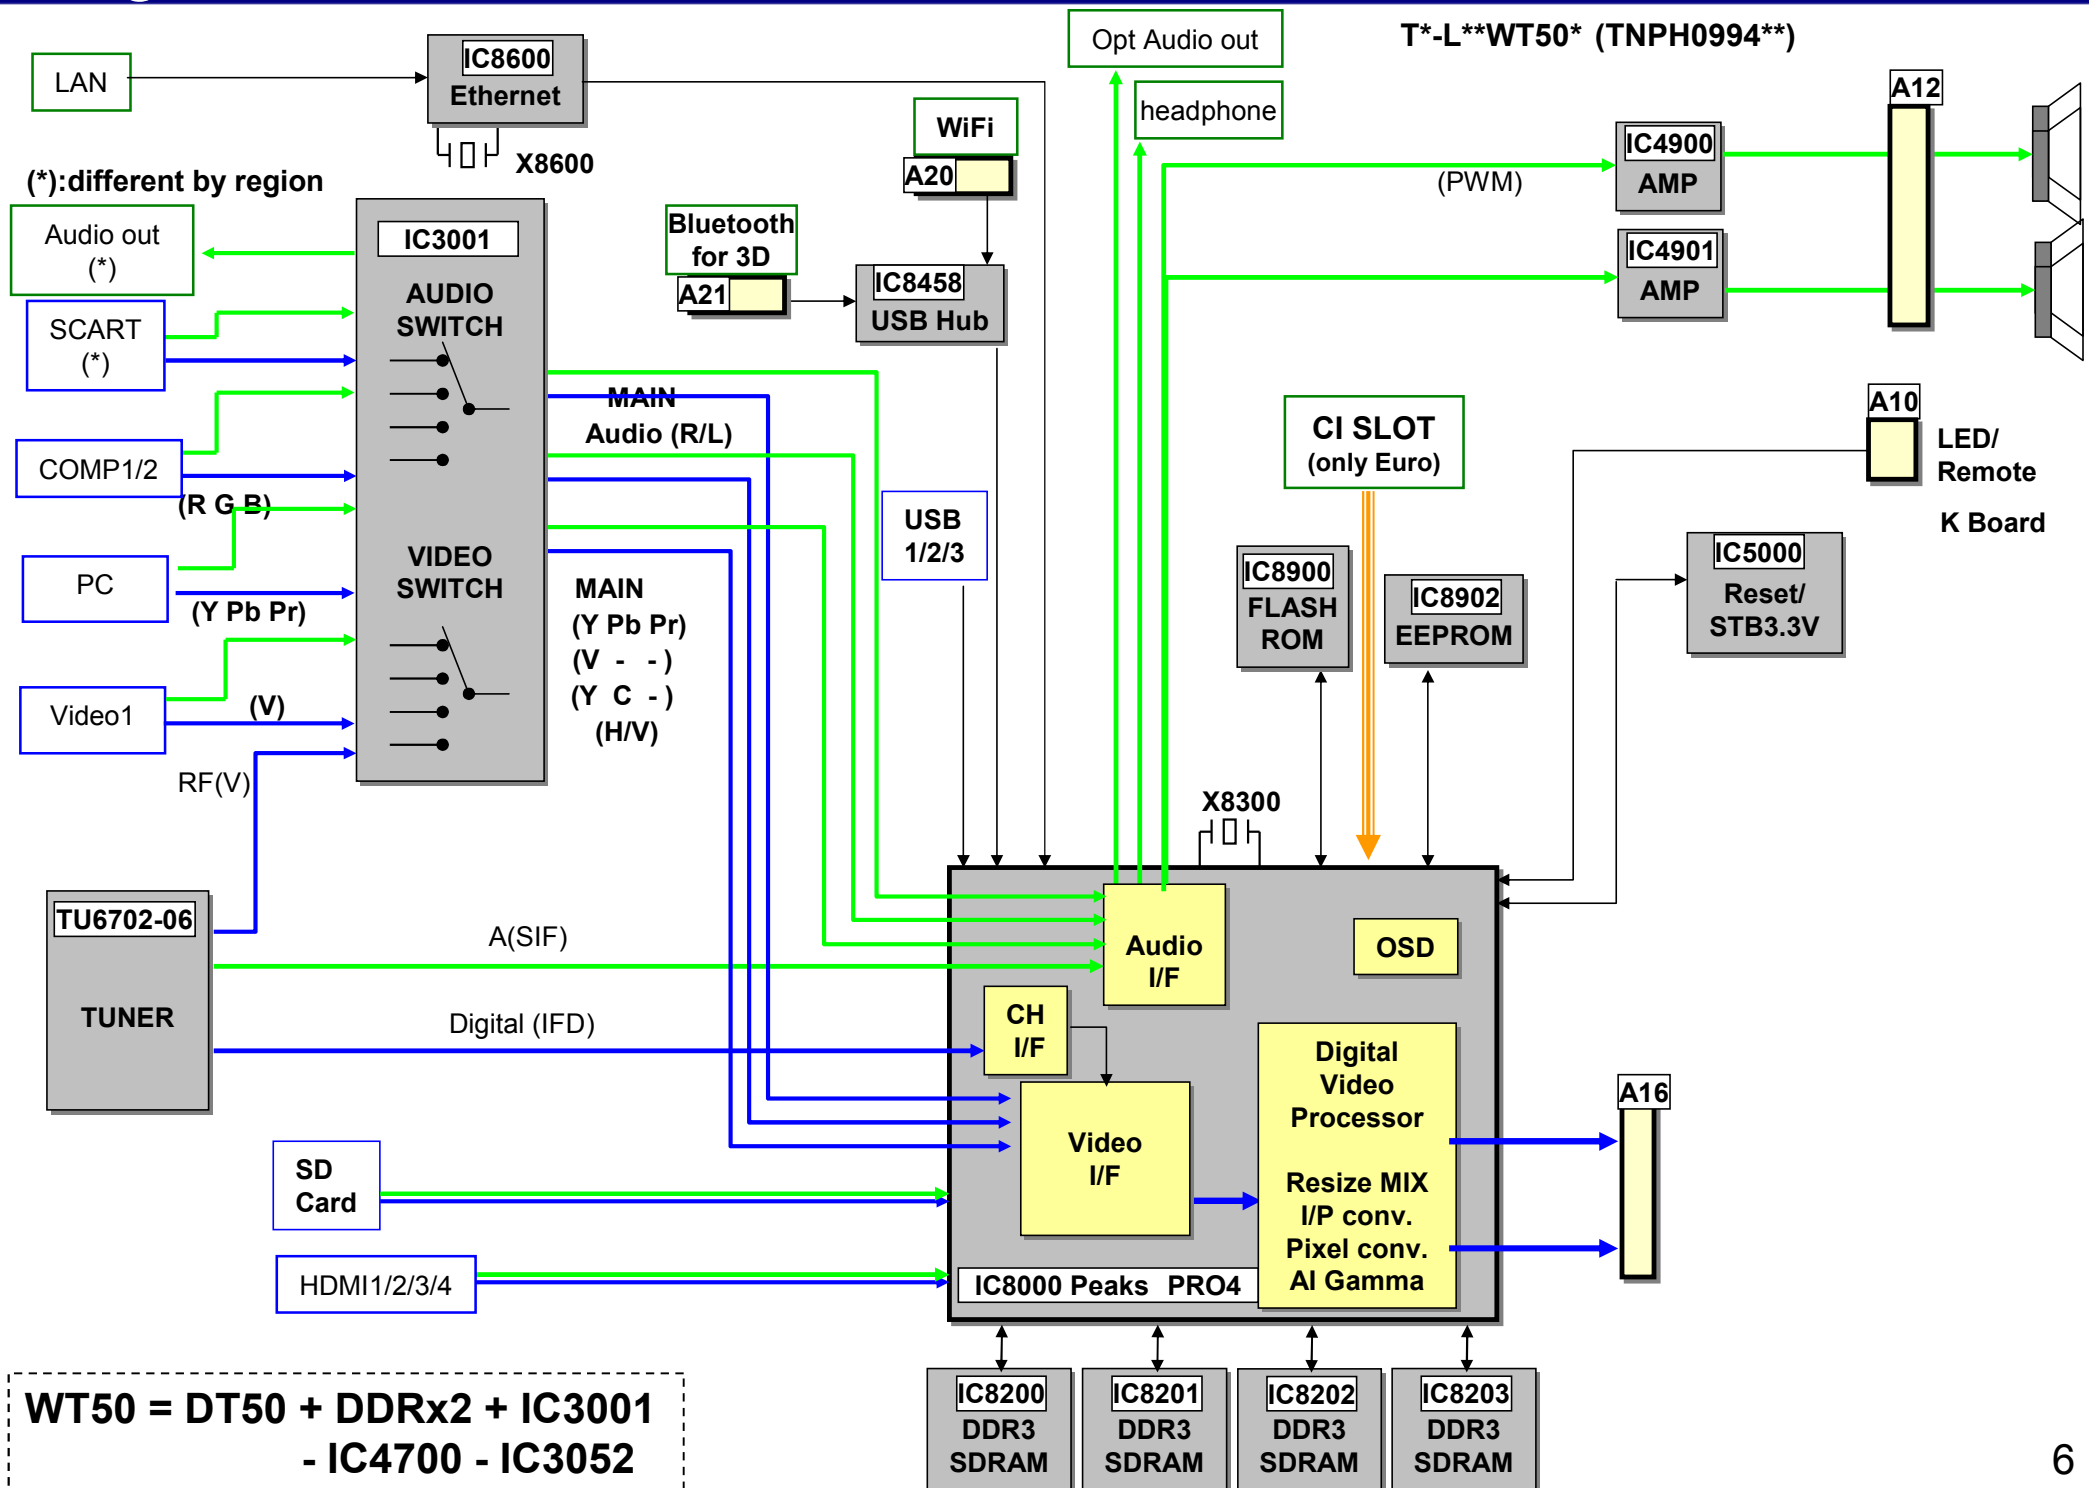 T*-L**WT50* (TNPH0994**)
Opt Audio out
headphone
LAN
IC8600
Ethernet
X8600
WiFi
A20
(*):different by region
Audio out
(*)
IC3001
AUDIO
SWITCH
Bluetooth
for 3D
A21
IC8458
USB Hub
(PWM)
IC4900
AMP
IC4901
AMP
A12
SCART
(*)
COMP1/2
(R G B)
PC
(Y Pb Pr)
Video1
(V)
RF(V)
VIDEO
SWITCH
MAIN
Audio (R/L)
MAIN
(Y Pb Pr)
(V - - )
(Y C - )
(H/V)
USB
1/2/3
CI SLOT
(only Euro)
A10
LED/
Remote
K Board
IC8900
FLASH
ROM
IC8902
EEPROM
IC5000
Reset/
STB3.3V
X8300
TU6702-06
TUNER
A(SIF)
Digital (IFD)
Audio
I/F
OSD
CH
I/F
Video
I/F
Digital
Video
Processor
Resize MIX
I/P conv.
Pixel conv.
AI Gamma
A16
SD
Card
HDMI1/2/3/4
IC8000 Peaks PRO4
IC8200
DDR3
SDRAM
IC8201
DDR3
SDRAM
IC8202
DDR3
SDRAM
IC8203
DDR3
SDRAM
WT50 = DT50 + DDRx2 + IC3001
- IC4700 - IC3052
6